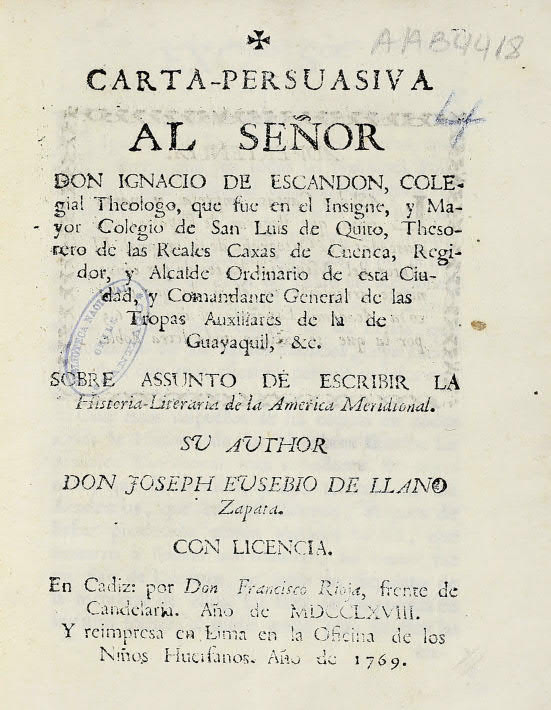 AAB4418
CARTA-PERSUASIVA
AL SEÑOR
DON IGNACIO DE ESCANDON, COLE-
gial Theologo, que fue en el Insigne, y Ma-
yor Colegio de San Luis de Quito, Theso-
rero de las Reales Caxas de Cuenca, Regi-
dor, y Alcalde Ordinario de esta Ciu-
dad, y Comandante General de las
Tropas Auxiliares de la de
Guayaquil, &c.
SOBRE ASSUNTO DE ESCRIBIR LA
Historia-Literaria de la America Meridional.
SU AUTHOR
DON JOSEPH EUSEBIO DE LLANO
Zapata.
CON LICENCIA.
En Cadiz: por Don Francisco Rioja, frente de
Candelaria. Año de MDCCLXVIII.
Y reimpresa en Lima en la Oficina de los
Niños Huerfanos. Año de 1769.